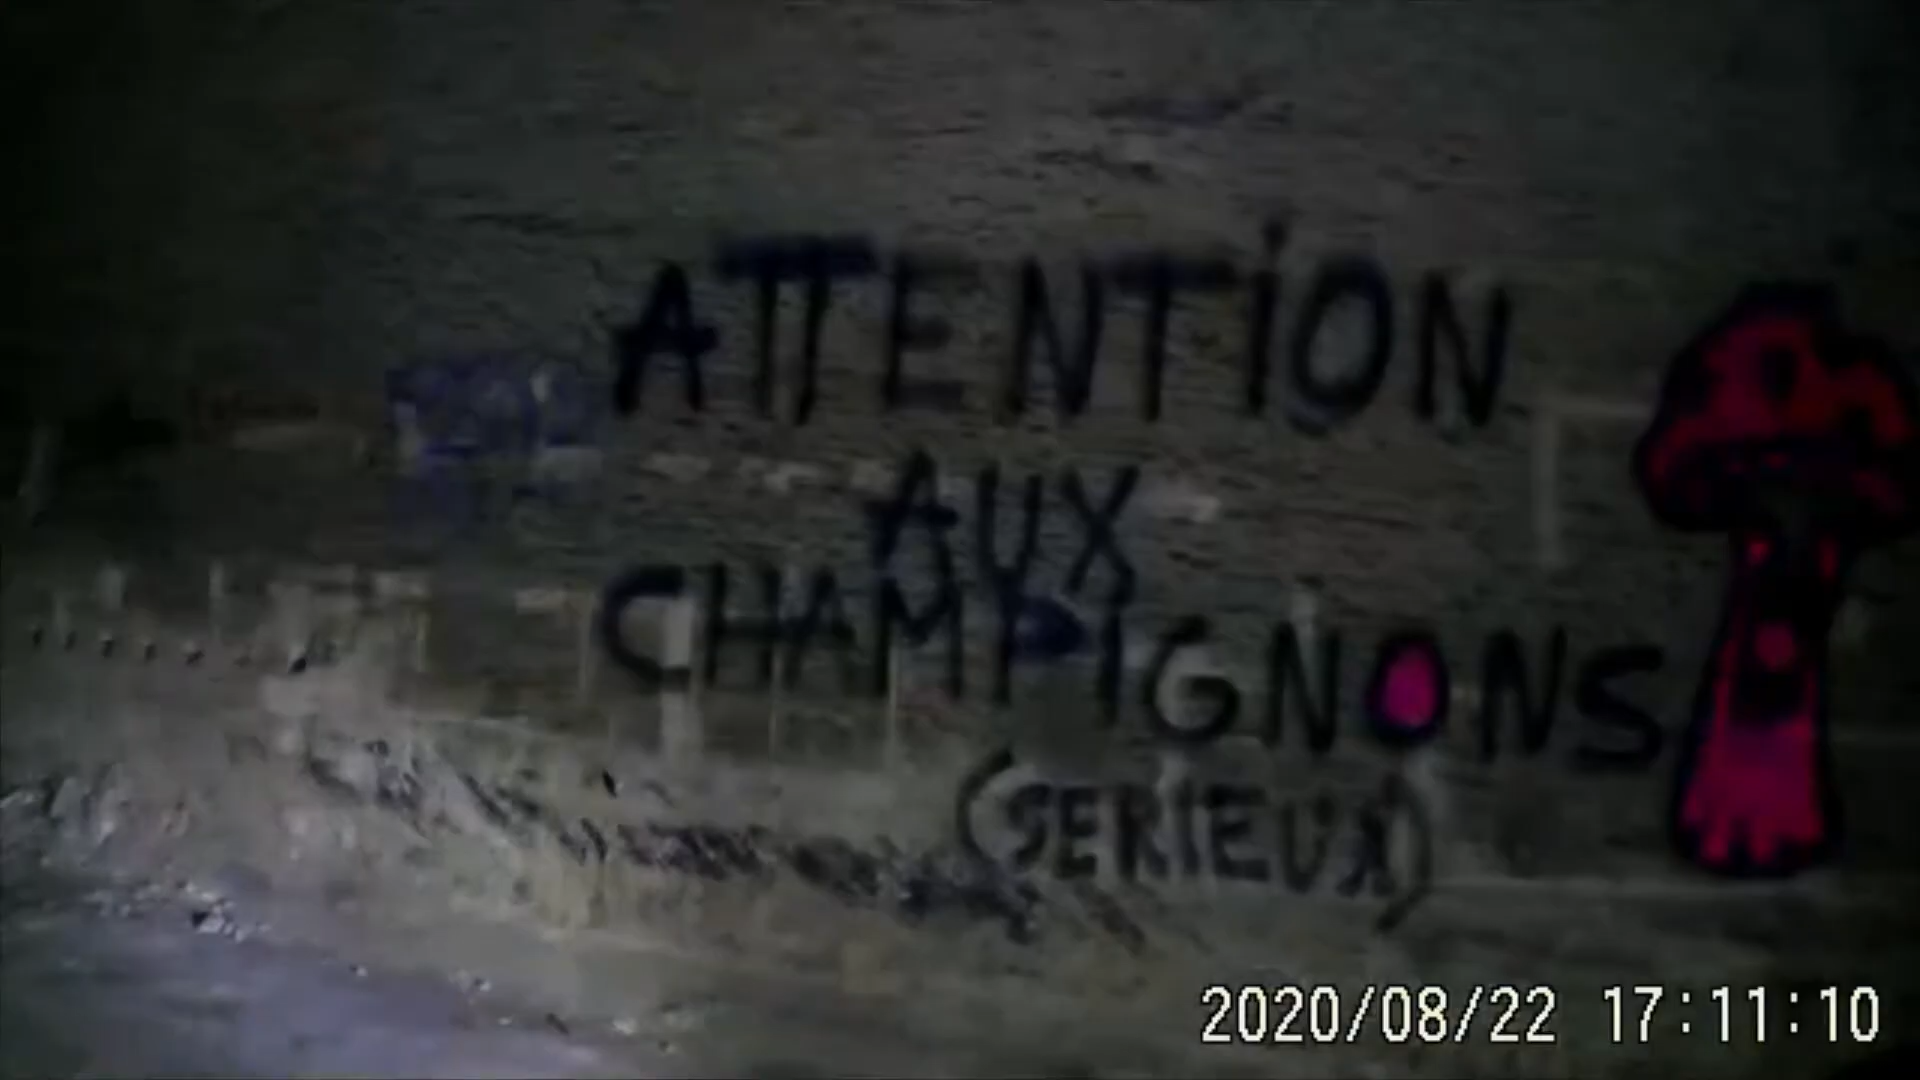 ATTENTiON
AUX
CHAMPIGNONS
(SERIEUX)
2020/08/22 17:11:10